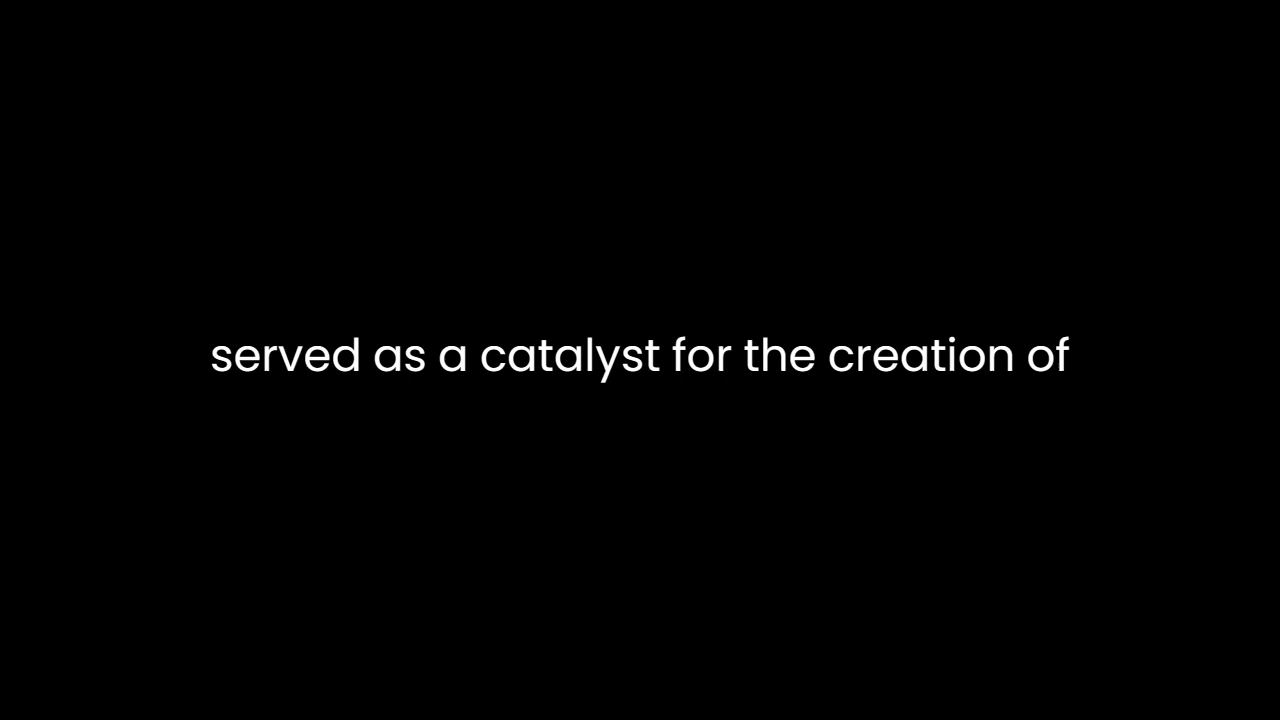 served as a catalyst for the creation of